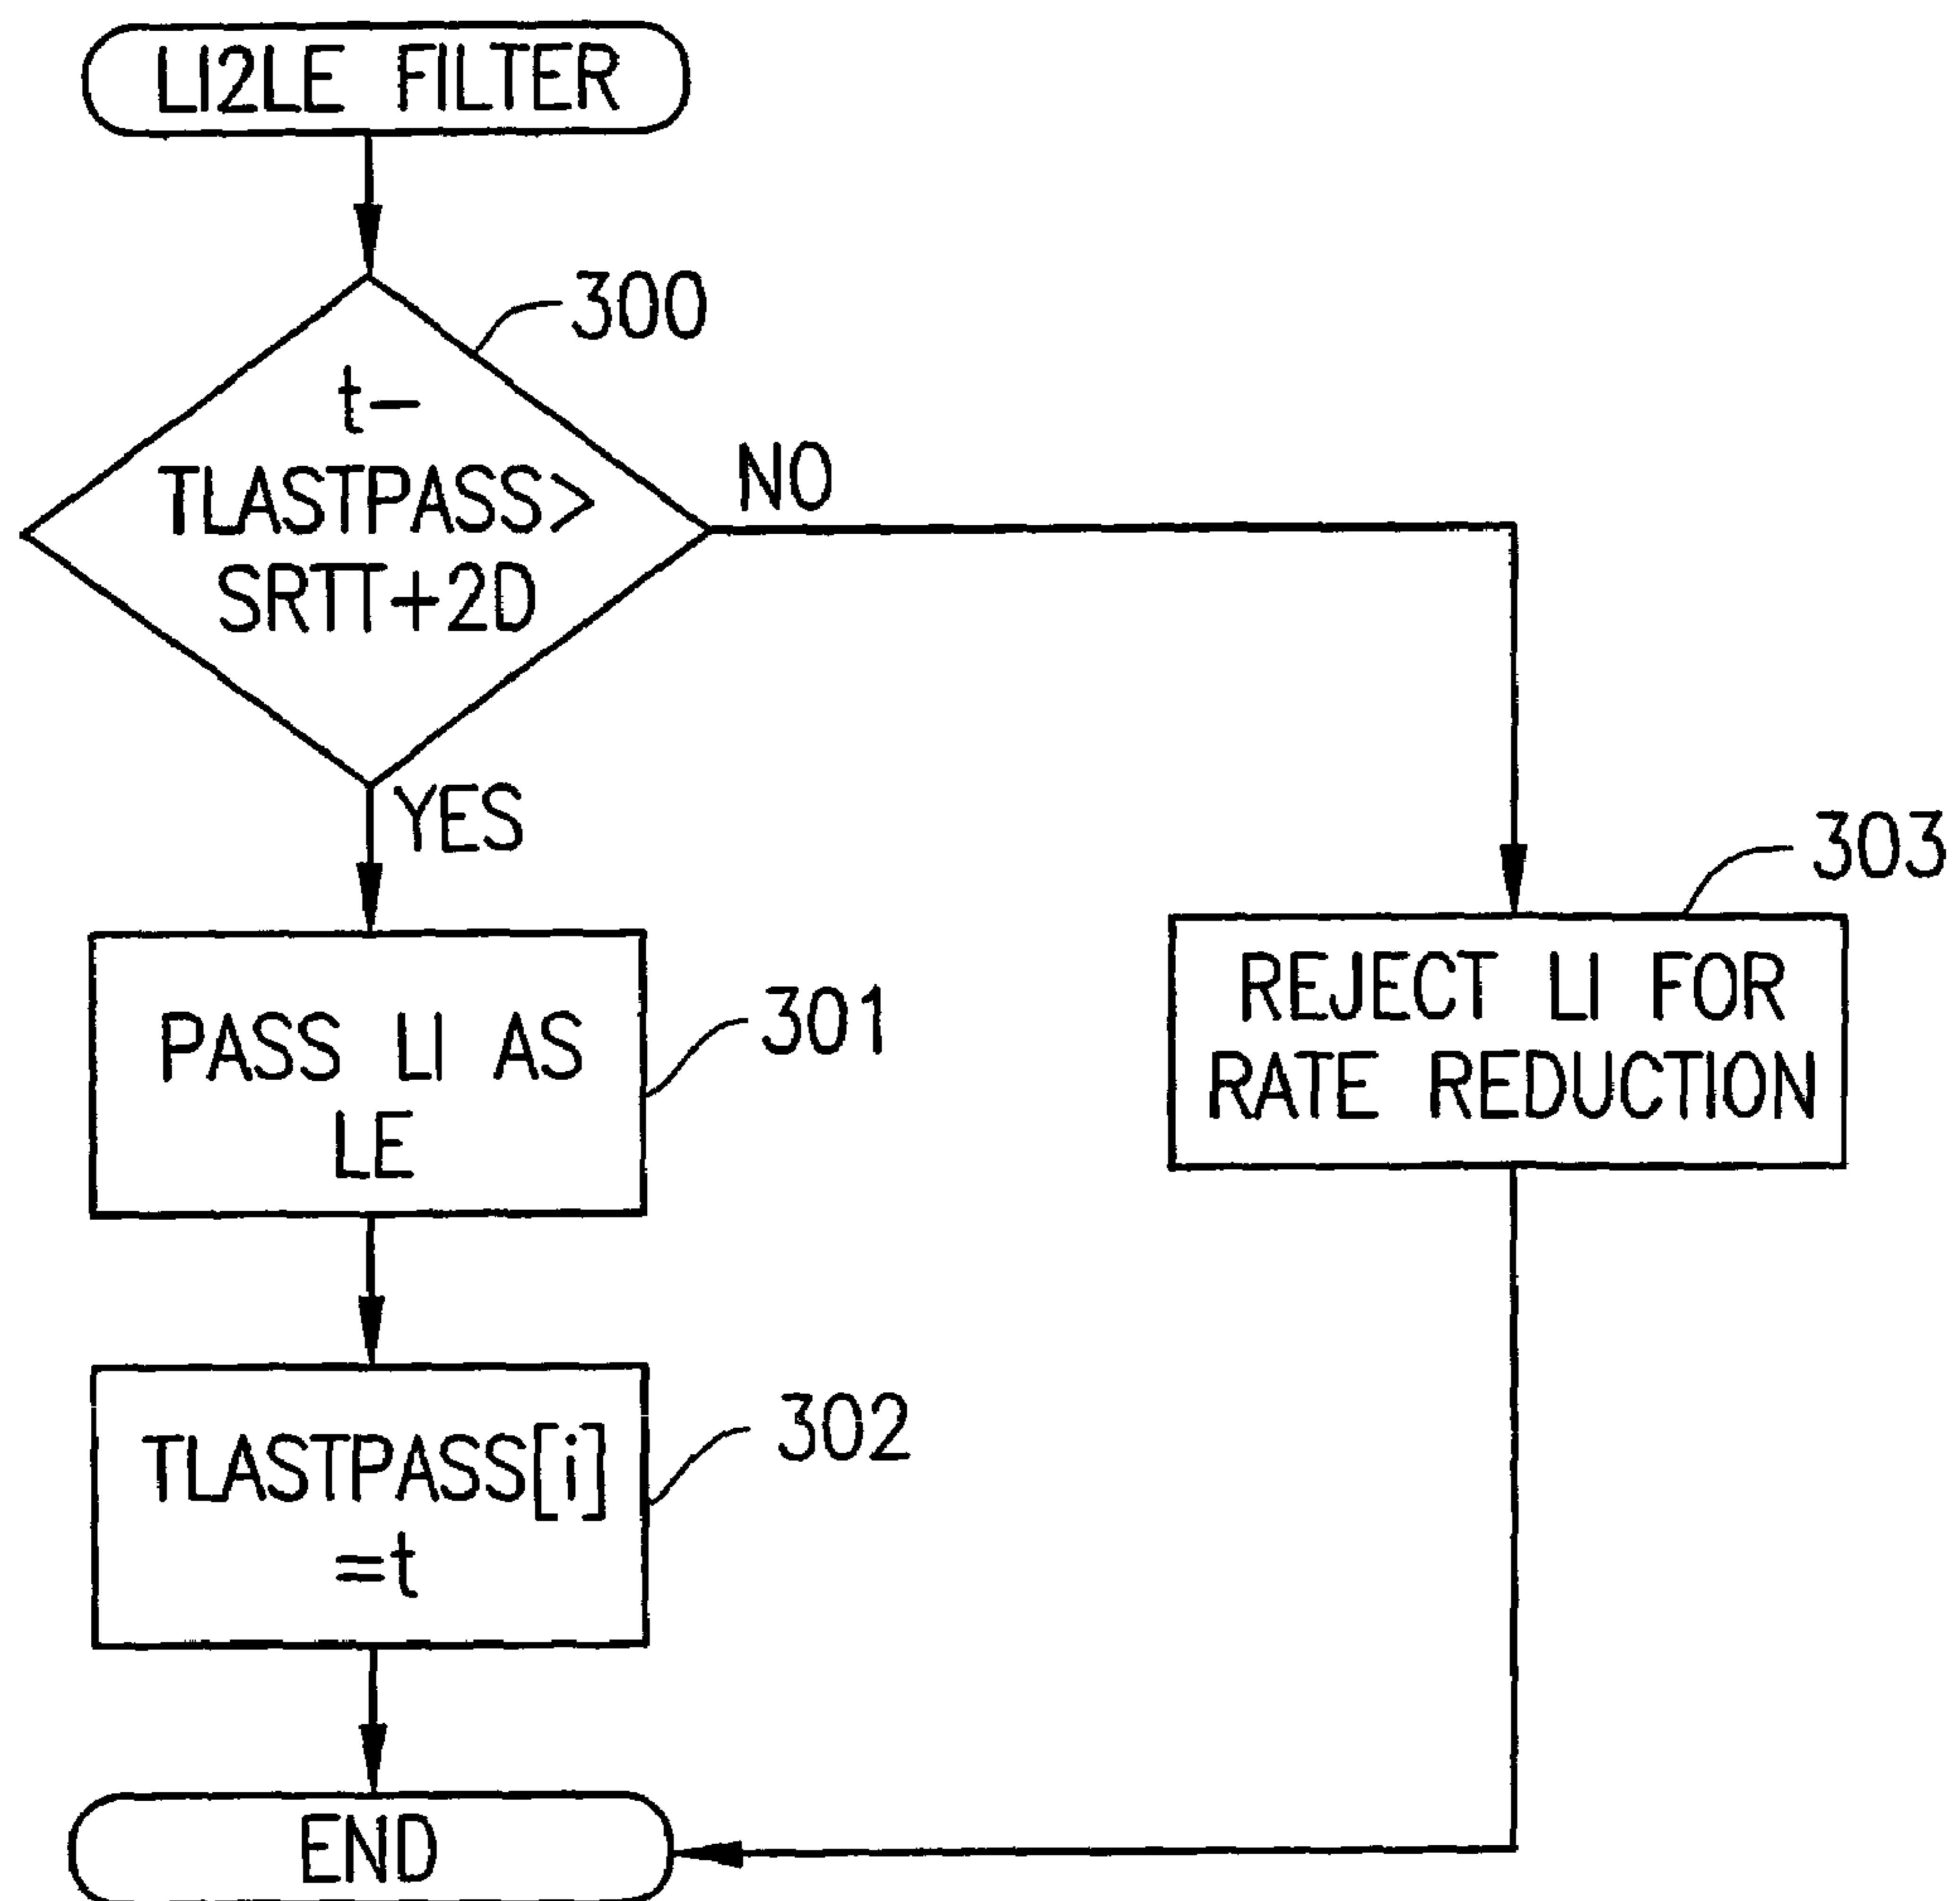 LI2LE FILTER
300
t-
TLASTPASS>
SRTT+2D
NO
YES
303
REJECT LI FOR
RATE REDUCTION
301
PASS LI AS
LE
302
TLASTPASS[i]
=t
END